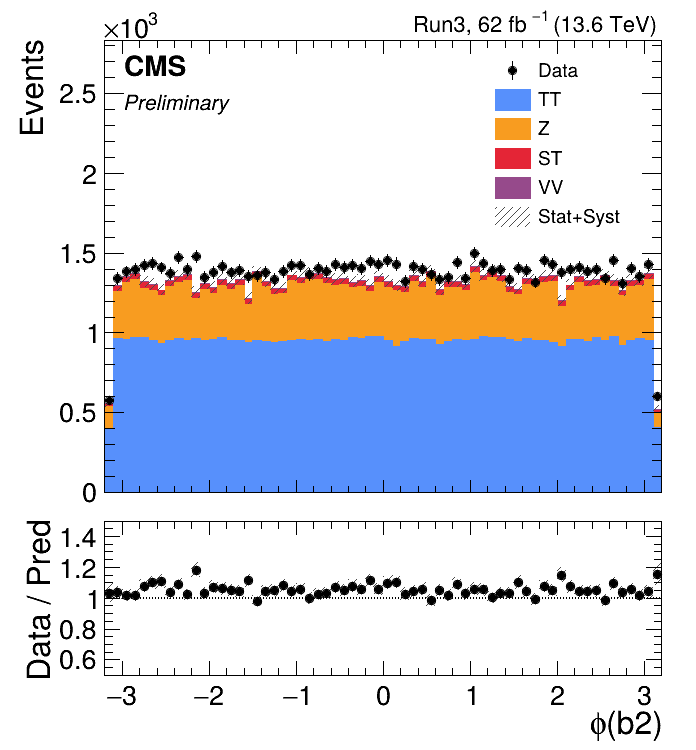 ×10³
Run3, 62 fb⁻¹ (13.6 TeV)
Events
CMS
Preliminary
Data
TT
Z
ST
VV
Stat+Syst
2.5
2
1.5
1
0.5
0
Data / Pred
1.4
1.2
1
0.8
0.6
−3 −2 −1 0 1 2 3
ϕ(b2)